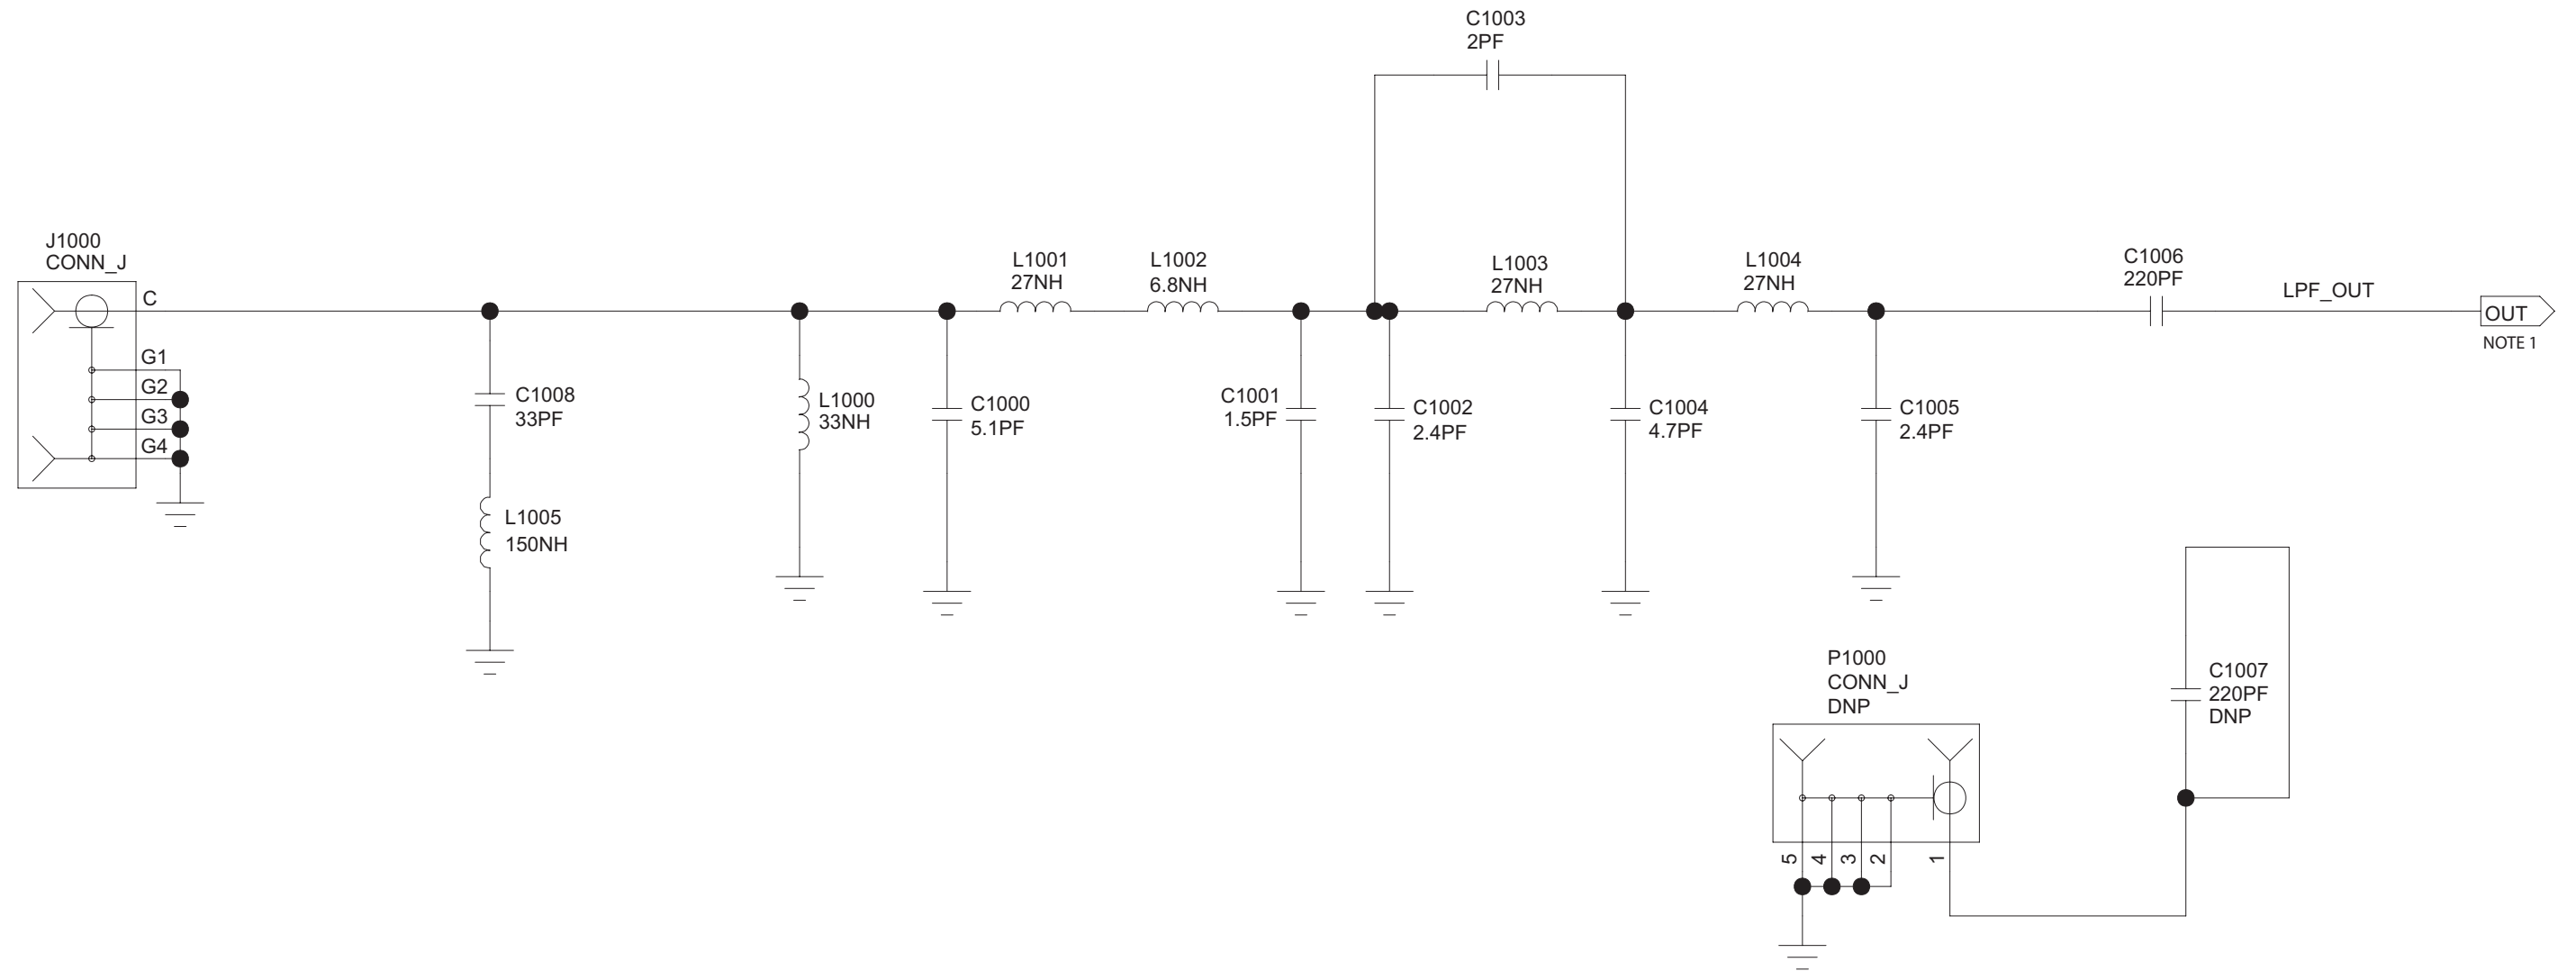 C1003
2PF
J1000
CONN_J
C
G1
G2
G3
G4
C1008
33PF
L1005
150NH
L1000
33NH
C1000
5.1PF
L1001
27NH
L1002
6.8NH
C1001
1.5PF
C1002
2.4PF
L1003
27NH
C1004
4.7PF
L1004
27NH
C1005
2.4PF
C1006
220PF
LPF_OUT
OUT
NOTE 1
P1000
CONN_J
DNP
5
4
3
2
1
C1007
220PF
DNP